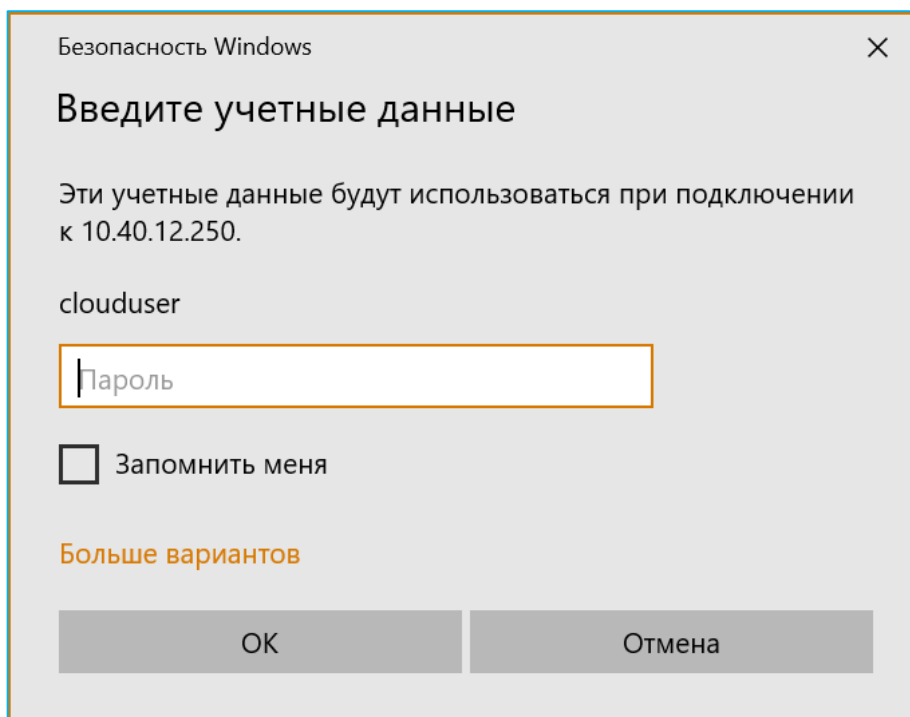 Безопасность Windows
Введите учетные данные
Эти учетные данные будут использоваться при подключении
к 10.40.12.250.
clouduser
Пароль
Запомнить меня
Больше вариантов
ОК
Отмена